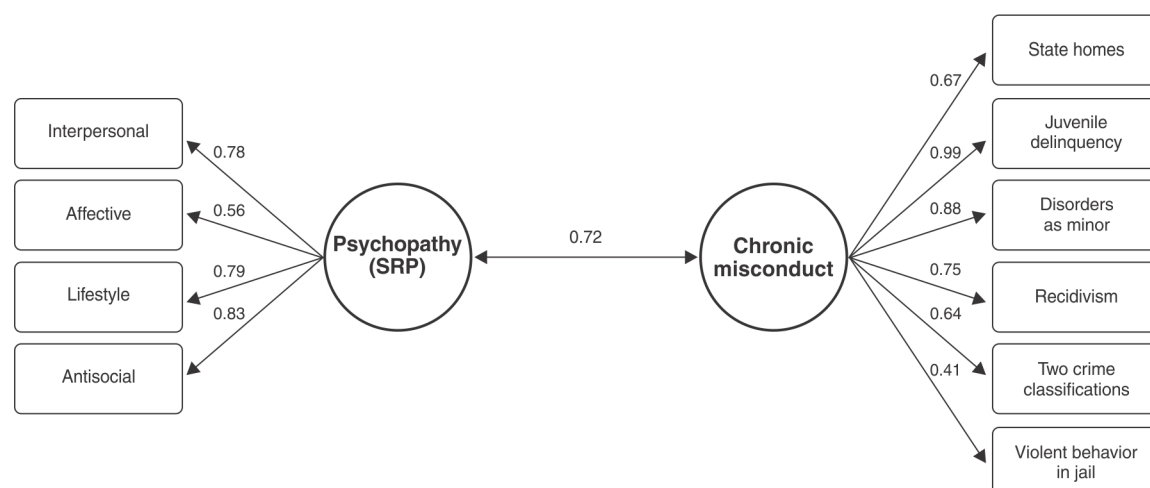 Interpersonal
Affective
Lifestyle
Antisocial
0.78
0.56
0.79
0.83
Psychopathy
(SRP)
0.72
Chronic
misconduct
0.67
0.99
0.88
0.75
0.64
0.41
State homes
Juvenile
delinquency
Disorders
as minor
Recidivism
Two crime
classifications
Violent behavior
in jail